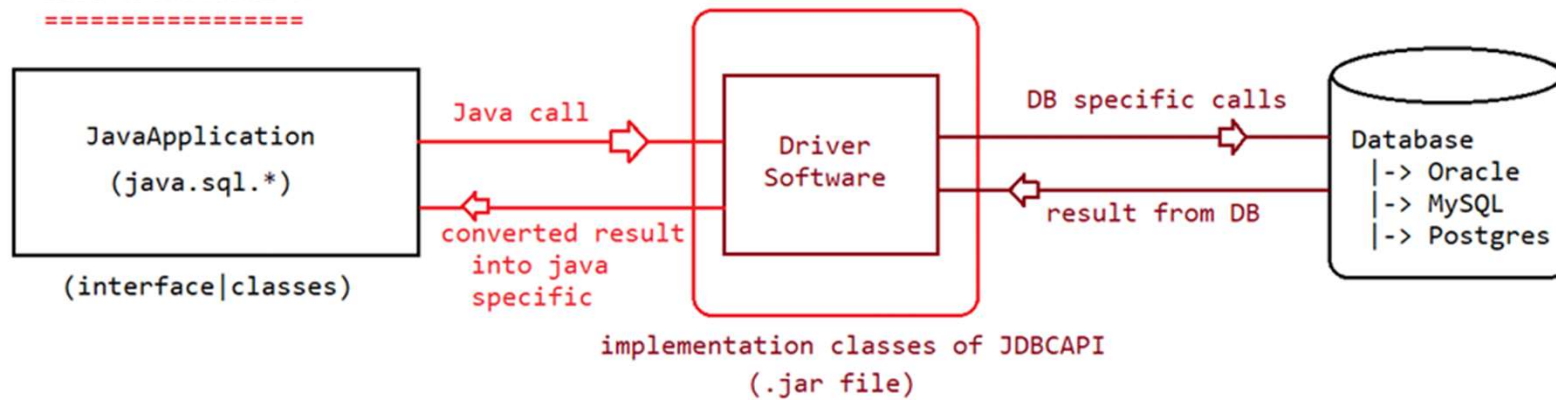 =================
JavaApplication
(java.sql.*)
(interface|classes)
Java call
converted result
into java
specific
Driver
Software
implementation classes of JDBCAPI
(.jar file)
DB specific calls
result from DB
Database
|-> Oracle
|-> MySQL
|-> Postgres